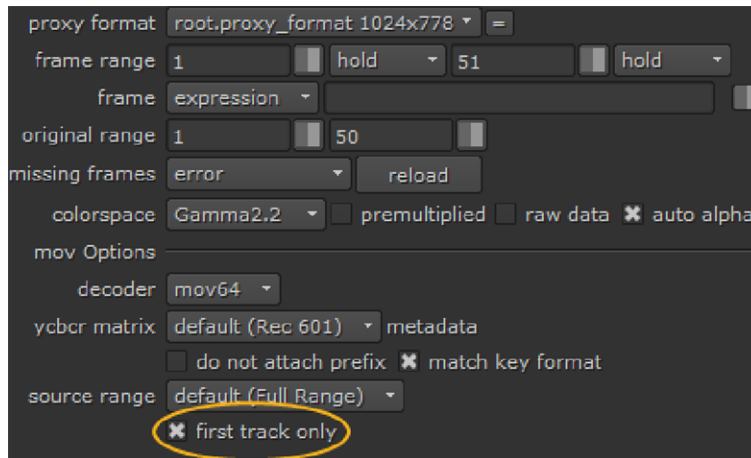 proxy format root.proxy_format 1024x778 =
frame range 1 hold 51 hold
frame expression
original range 1 50
missing frames error reload
colorspace Gamma2.2 premultiplied raw data auto alpha
mov Options
decoder mov64
ycbcr matrix default (Rec 601) metadata
do not attach prefix match key format
source range default (Full Range)
first track only